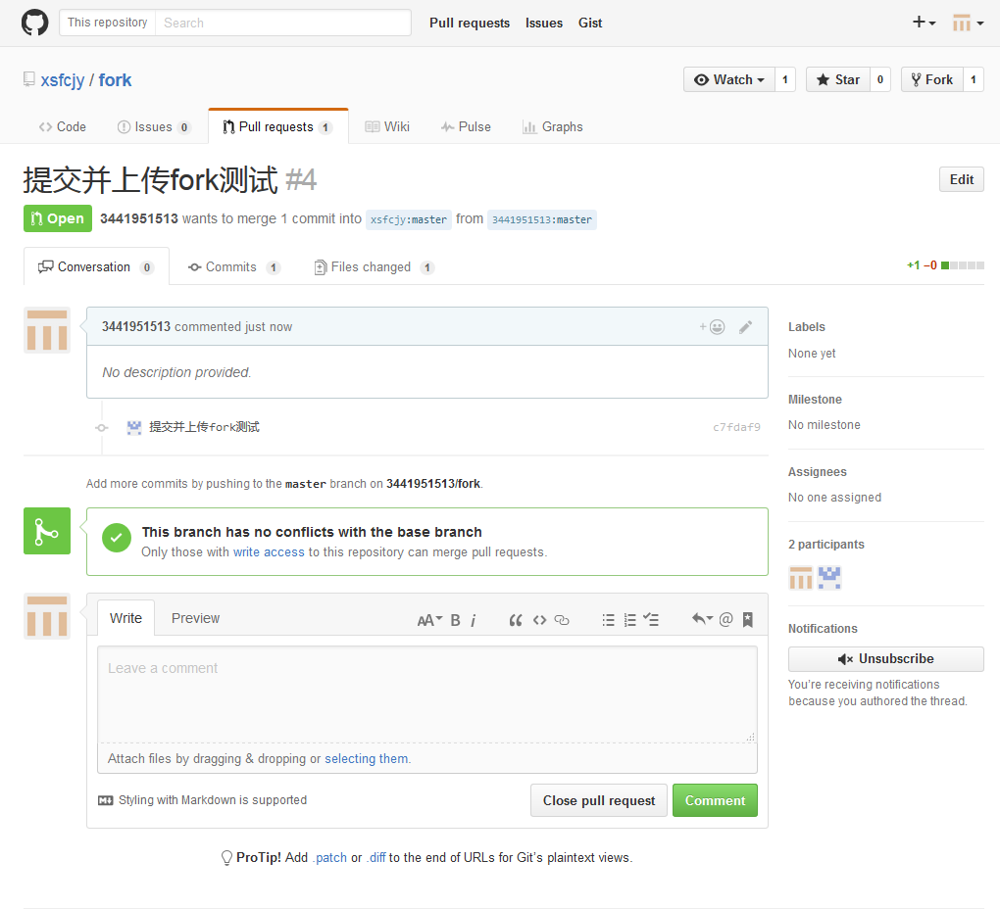 This repository Search Pull requests Issues Gist
xsfcjy / fork Watch 1 Star 0 Fork 1
Code Issues 0 Pull requests 1 Wiki Pulse Graphs
提交并上传fork测试 #4 Edit
Open 3441951513 wants to merge 1 commit into xsfcjy:master from 3441951513:master
Conversation 0 Commits 1 Files changed 1 +1 −0
3441951513 commented just now
No description provided.
提交并上传fork测试 c7fdaf9
Add more commits by pushing to the master branch on 3441951513/fork.
This branch has no conflicts with the base branch
Only those with write access to this repository can merge pull requests.
Write Preview AA B i @
Leave a comment
Attach files by dragging & dropping or selecting them.
Styling with Markdown is supported
Close pull request Comment
Labels
None yet
Milestone
No milestone
Assignees
No one assigned
2 participants
Notifications
Unsubscribe
You're receiving notifications
because you authored the thread.
ProTip! Add .patch or .diff to the end of URLs for Git's plaintext views.